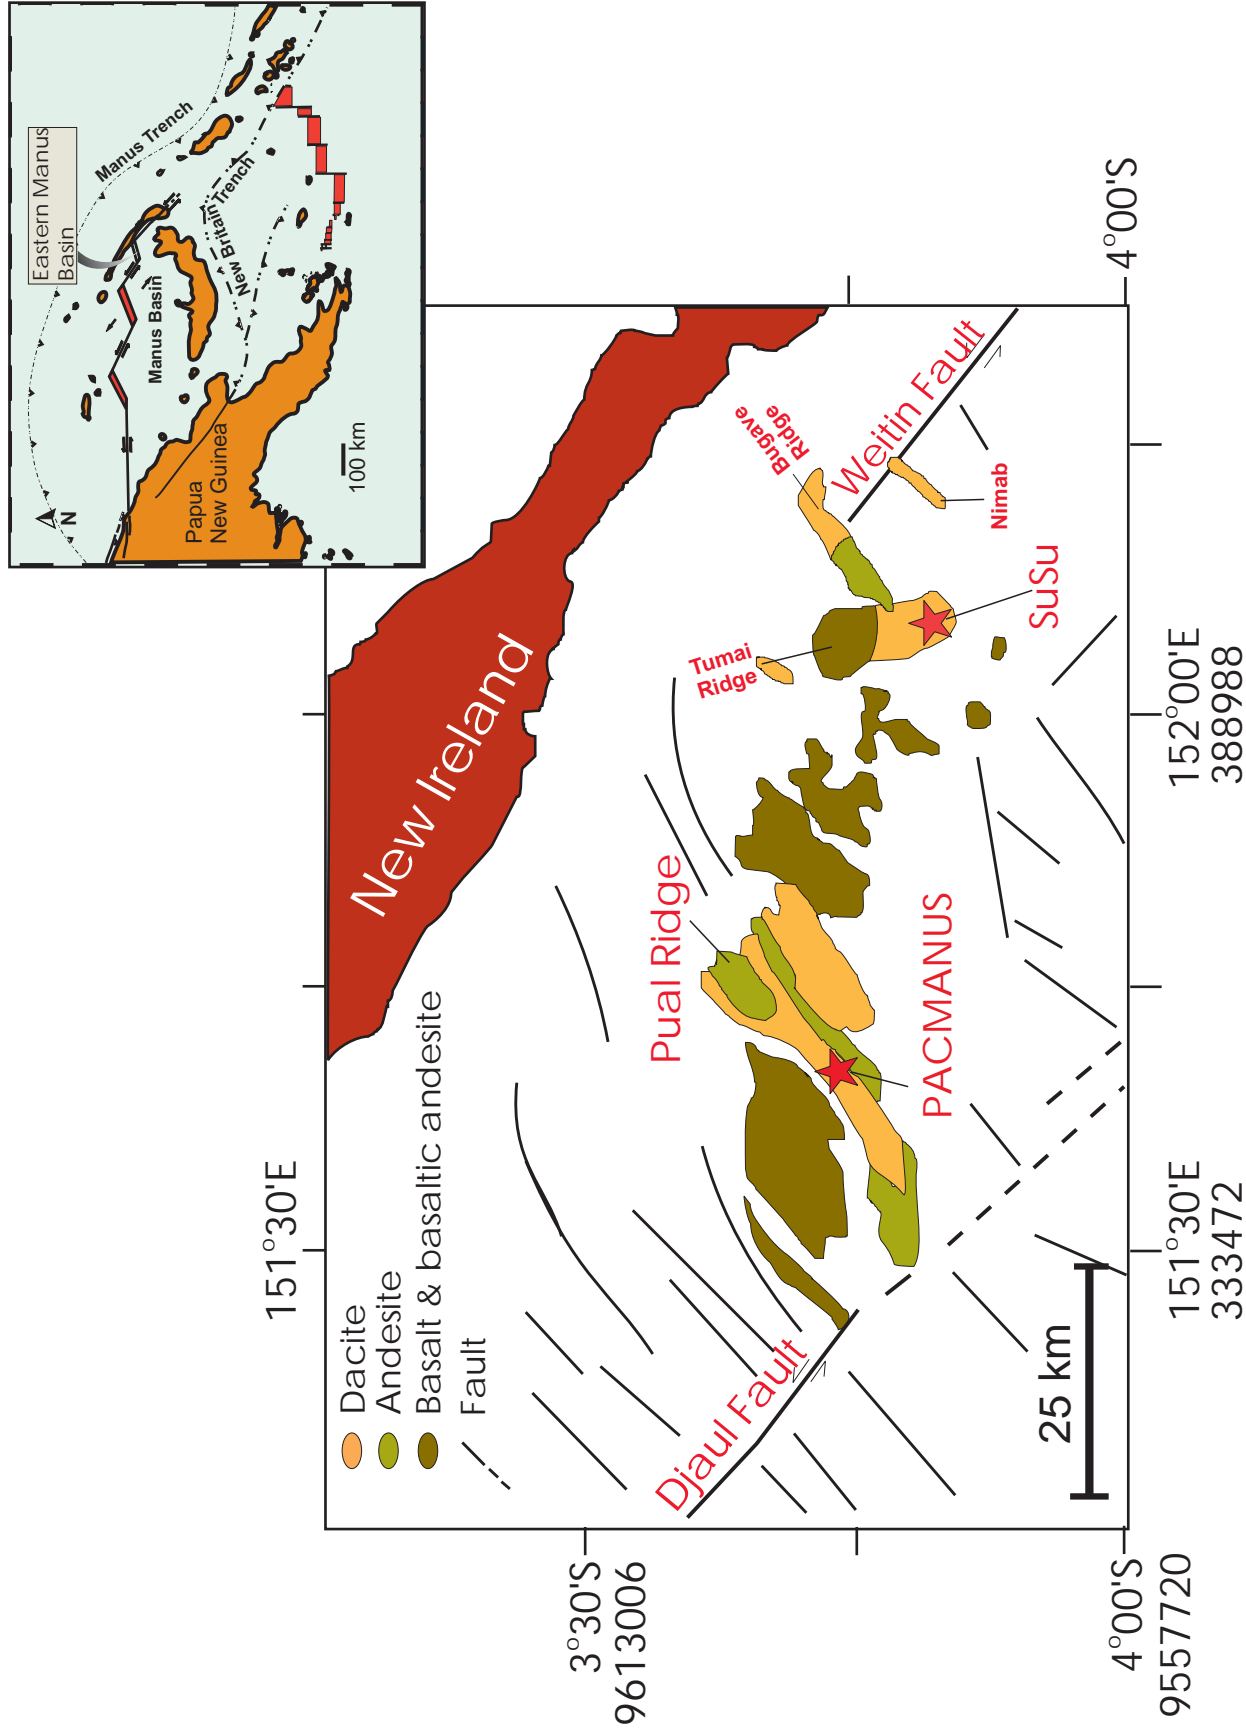 Eastern Manus
Basin
Manus Trench
New Britain Trench
Manus Basin
Papua
New Guinea
N
100 km
151°30'E
4°00'S
New Ireland
Dacite
Andesite
Basalt & basaltic andesite
Fault
Bugave
Ridge
Weitin Fault
Nimab
Tumai
Ridge
SuSu
Pual Ridge
PACMANUS
Djaul Fault
25 km
3°30'S
9613006
4°00'S
9557720
151°30'E
333472
152°00'E
388988